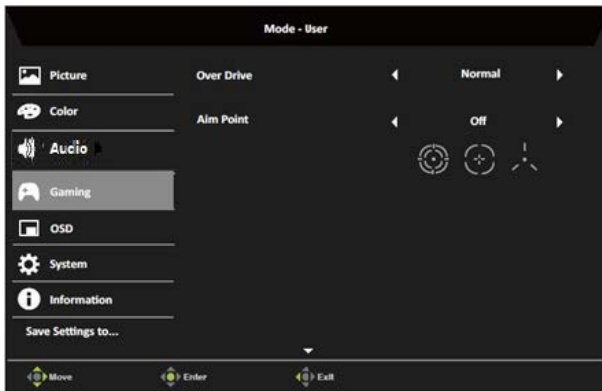 Mode - User
Picture
Over Drive Normal
Color
Aim Point Off
Audio
Gaming
OSD
System
Information
Save Settings to...
Move Enter Exit